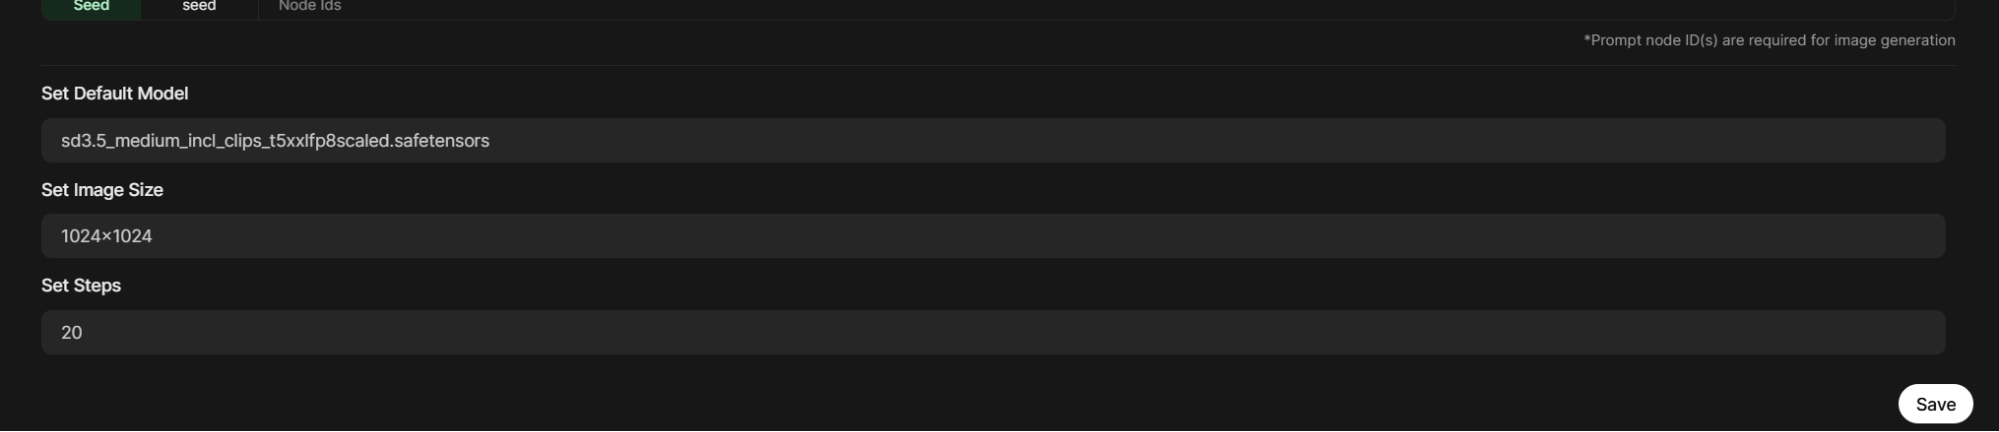 Seed seed Node Ids
*Prompt node ID(s) are required for image generation
Set Default Model
sd3.5_medium_incl_clips_t5xxlfp8scaled.safetensors
Set Image Size
1024×1024
Set Steps
20
Save